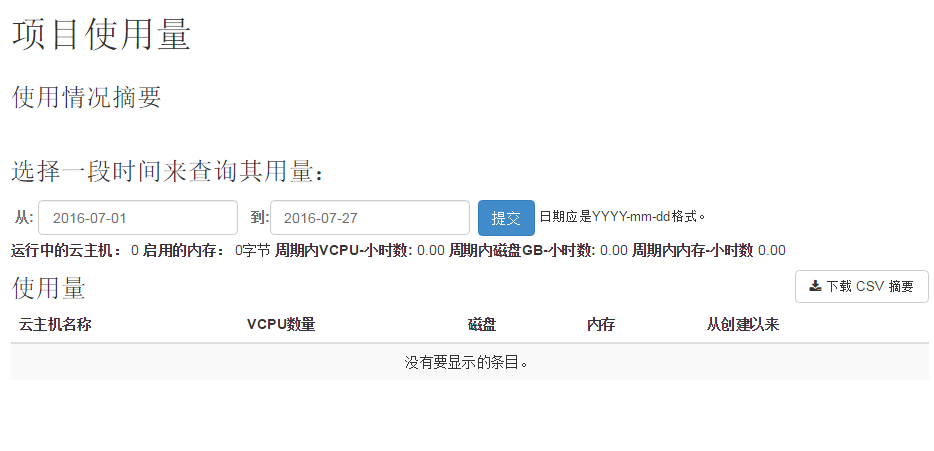 项目使用量
使用情况摘要
选择一段时间来查询其用量：
从: 2016-07-01 到: 2016-07-27 提交 日期应是YYYY-mm-dd格式。
运行中的云主机： 0 启用的内存： 0字节 周期内VCPU-小时数: 0.00 周期内磁盘GB-小时数: 0.00 周期内内存-小时数 0.00
使用量 下载 CSV 摘要
云主机名称 VCPU数量 磁盘 内存 从创建以来
没有要显示的条目。